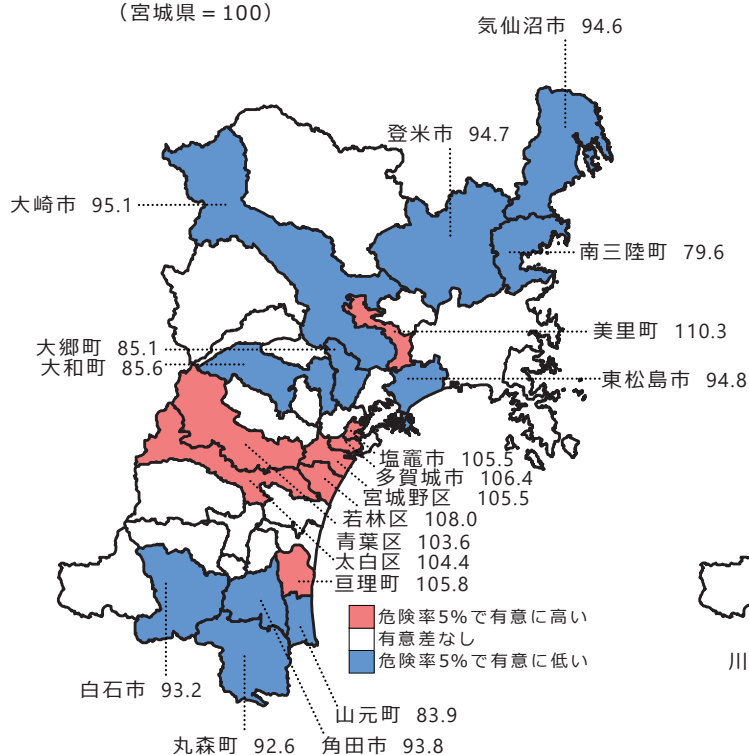 (宮城県＝100)
気仙沼市 94.6
登米市 94.7
大崎市 95.1
南三陸町 79.6
美里町 110.3
大郷町 85.1
大和町 85.6
東松島市 94.8
塩竈市 105.5
多賀城市 106.4
宮城野区 105.5
若林区 108.0
青葉区 103.6
太白区 104.4
亘理町 105.8
危険率5%で有意に高い
有意差なし
危険率5%で有意に低い
川
白石市 93.2
山元町 83.9
丸森町 92.6
角田市 93.8